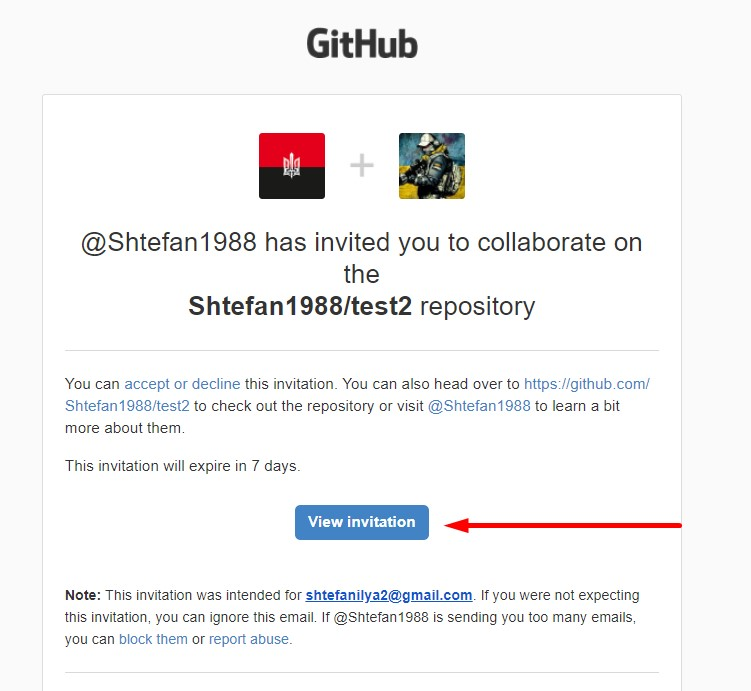 GitHub
@Shtefan1988 has invited you to collaborate on
the
Shtefan1988/test2 repository
You can accept or decline this invitation. You can also head over to https://github.com/
Shtefan1988/test2 to check out the repository or visit @Shtefan1988 to learn a bit
more about them.
This invitation will expire in 7 days.
View invitation
Note: This invitation was intended for shtefanilya2@gmail.com. If you were not expecting
this invitation, you can ignore this email. If @Shtefan1988 is sending you too many emails,
you can block them or report abuse.